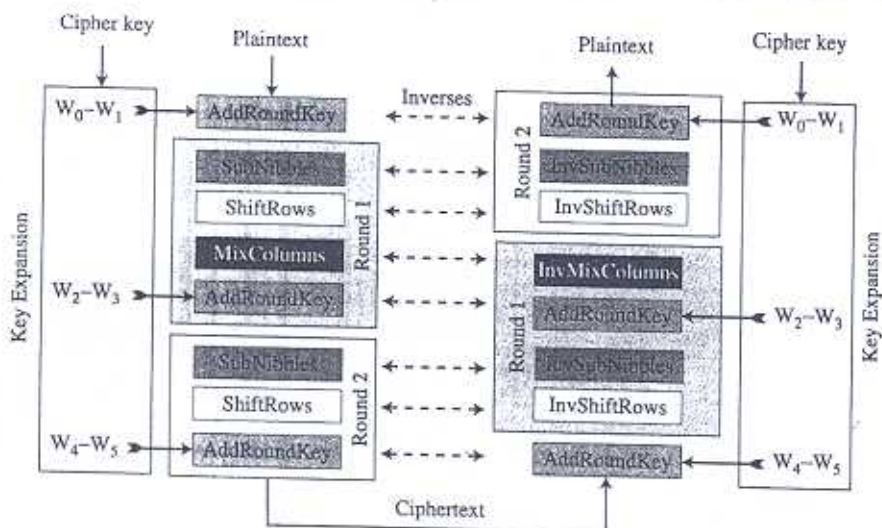 Cipher key
Plaintext
Plaintext
Cipher key
W0–W1
AddRoundKey
Inverses
AddRomulKey
W0–W1
SubNibbles
InvSubNibbles
Round 2
ShiftRows
InvShiftRows
Round 1
MixColumns
InvMixColumns
Key Expansion
W2–W3
AddRoundKey
AddRoundKey
W2–W3
Key Expansion
Round 1
SubNibbles
InvSubNibbles
ShiftRows
Round 2
InvShiftRows
W4–W5
AddRoundKey
AddRoundKey
W4–W5
Ciphertext